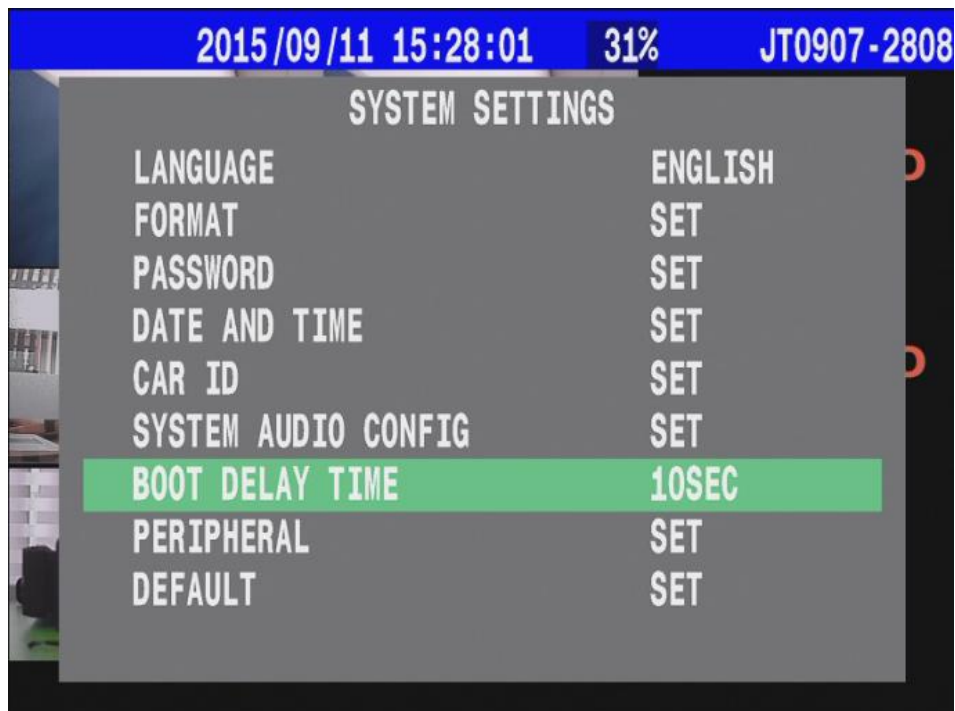 2015/09/11 15:28:01 31% JT0907-2808
SYSTEM SETTINGS
LANGUAGE ENGLISH
FORMAT SET
PASSWORD SET
DATE AND TIME SET
CAR ID SET
SYSTEM AUDIO CONFIG SET
BOOT DELAY TIME 10SEC
PERIPHERAL SET
DEFAULT SET